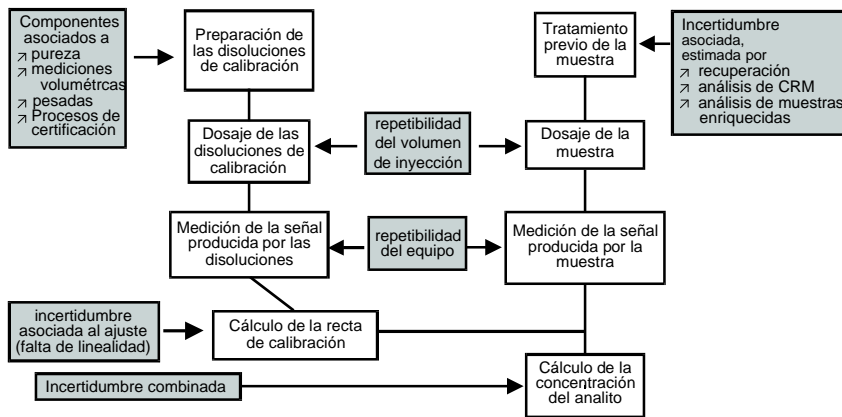 Componentes
asociados a
↗ pureza
↗ mediciones
volumétrcas
↗ pesadas
↗ Procesos de
certificación
Preparación de
las disoluciones
de calibración
Tratamiento
previo de la
muestra
Incertidumbre
asociada,
estimada por
↗ recuperación
↗ análisis de CRM
↗ análisis de muestras
enriquecidas
Dosaje de las
disoluciones de
calibración
repetibilidad
del volumen
de inyección
Dosaje de la
muestra
Medición de la señal
producida por las
disoluciones
repetibilidad
del equipo
Medición de la señal
producida por la
muestra
incertidumbre
asociada al ajuste
(falta de linealidad)
Cálculo de la recta
de calibración
Incertidumbre combinada
Cálculo de la
concentración
del analito